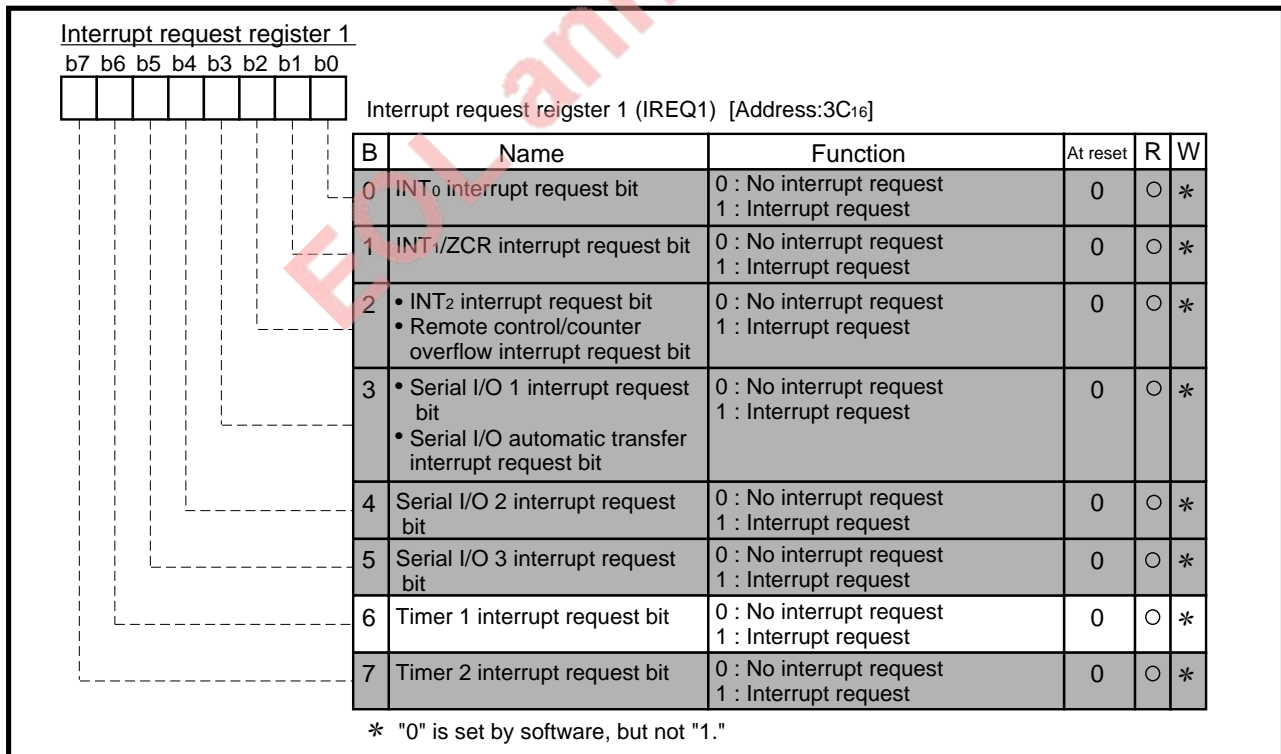 Interrupt request register 1
b7 b6 b5 b4 b3 b2 b1 b0
Interrupt request reigster 1 (IREQ1) [Address:3C16]
B Name Function At reset R W
0 INT0 interrupt request bit 0 : No interrupt request 0 ○ *
1 : Interrupt request
1 INT1/ZCR interrupt request bit 0 : No interrupt request 0 ○ *
1 : Interrupt request
2 • INT2 interrupt request bit 0 : No interrupt request 0 ○ *
• Remote control/counter 1 : Interrupt request
overflow interrupt request bit
3 • Serial I/O 1 interrupt request 0 : No interrupt request 0 ○ *
bit 1 : Interrupt request
• Serial I/O automatic transfer
interrupt request bit
4 Serial I/O 2 interrupt request 0 : No interrupt request 0 ○ *
bit 1 : Interrupt request
5 Serial I/O 3 interrupt request 0 : No interrupt request 0 ○ *
bit 1 : Interrupt request
6 Timer 1 interrupt request bit 0 : No interrupt request 0 ○ *
1 : Interrupt request
7 Timer 2 interrupt request bit 0 : No interrupt request 0 ○ *
1 : Interrupt request
* "0" is set by software, but not "1."
EOL